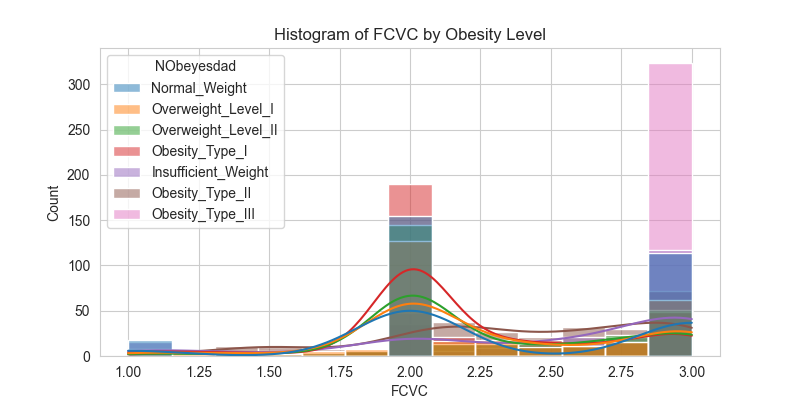 Histogram of FCVC by Obesity Level
NObeyesdad
Normal_Weight
Overweight_Level_I
Overweight_Level_II
Obesity_Type_I
Insufficient_Weight
Obesity_Type_II
Obesity_Type_III
Count
300
250
200
150
100
50
0
1.00 1.25 1.50 1.75 2.00 2.25 2.50 2.75 3.00
FCVC